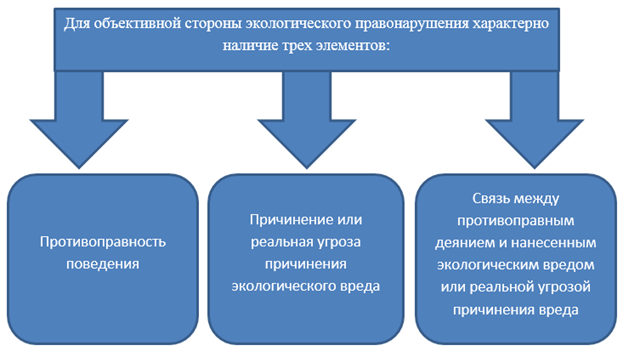 Для объективной стороны экологического правонарушения характерно
наличие трех элементов:
Противоправность
поведения
Причинение или
реальная угроза
причинения
экологического вреда
Связь между
противоправным
деянием и нанесенным
экологическим вредом
или реальной угрозой
причинения вреда